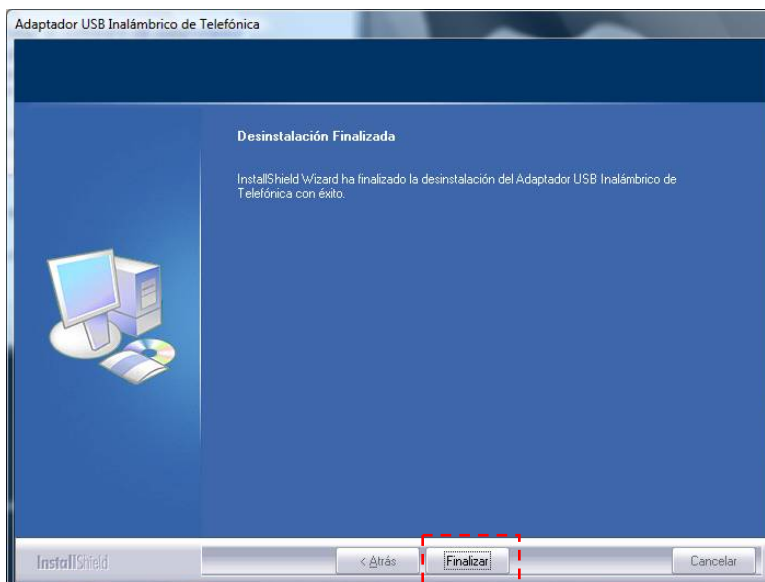 Adaptador USB Inalámbrico de Telefónica
Desinstalación Finalizada
InstallShield Wizard ha finalizado la desinstalación del Adaptador USB Inalámbrico de
Telefónica con éxito.
InstallShield
< Atrás
Finalizar
Cancelar